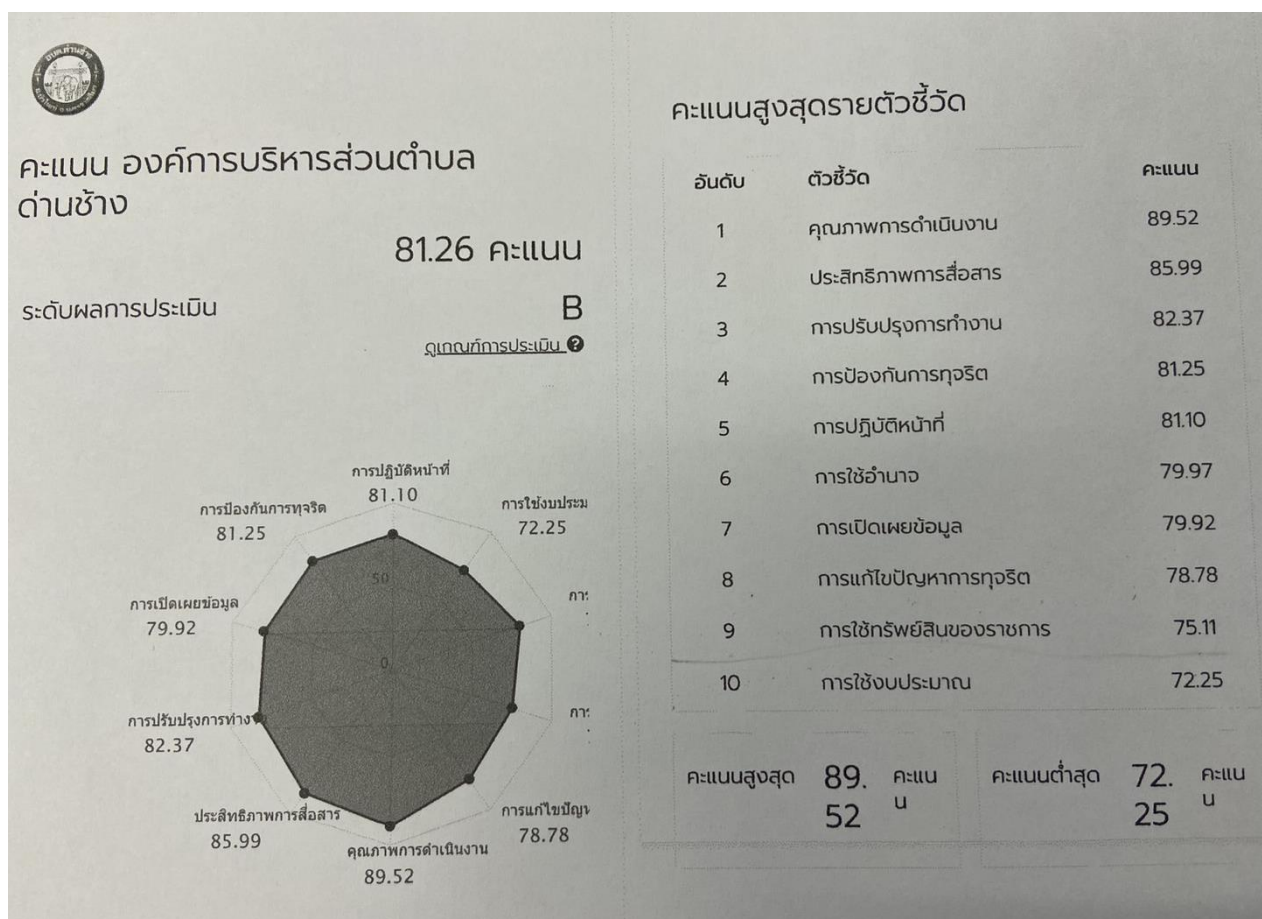 อบต.ด่านช้าง
คะแนน องค์การบริหารส่วนตำบล
ด่านช้าง
81.26 คะแนน
ระดับผลการประเมิน B
ดูเกณฑ์การประเมิน ?
การปฏิบัติหน้าที่
81.10
การป้องกันการทุจริต
81.25
การใช้งบประม
72.25
50
การเปิดเผยข้อมูล
79.92
กา
0
การปรับปรุงการทำง
82.37
กา
ประสิทธิภาพการสื่อสาร
85.99
การแก้ไขปัญห
78.78
คุณภาพการดำเนินงาน
89.52
คะแนนสูงสุดรายตัวชี้วัด
อันดับ ตัวชี้วัด คะแนน
1 คุณภาพการดำเนินงาน 89.52
2 ประสิทธิภาพการสื่อสาร 85.99
3 การปรับปรุงการทำงาน 82.37
4 การป้องกันการทุจริต 81.25
5 การปฏิบัติหน้าที่ 81.10
6 การใช้อำนาจ 79.97
7 การเปิดเผยข้อมูล 79.92
8 การแก้ไขปัญหาการทุจริต 78.78
9 การใช้ทรัพย์สินของราชการ 75.11
10 การใช้งบประมาณ 72.25
คะแนนสูงสุด 89. คะแน
52 น
คะแนนต่ำสุด 72. คะแน
25 น